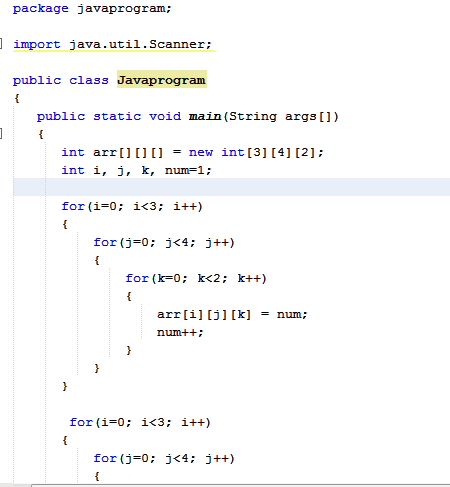 package javaprogram;
import java.util.Scanner;
public class Javaprogram
{
public static void main(String args[])
{
int arr[][][] = new int[3][4][2];
int i, j, k, num=1;
for(i=0; i<3; i++)
{
for(j=0; j<4; j++)
{
for(k=0; k<2; k++)
{
arr[i][j][k] = num;
num++;
}
}
}
for(i=0; i<3; i++)
{
for(j=0; j<4; j++)
{